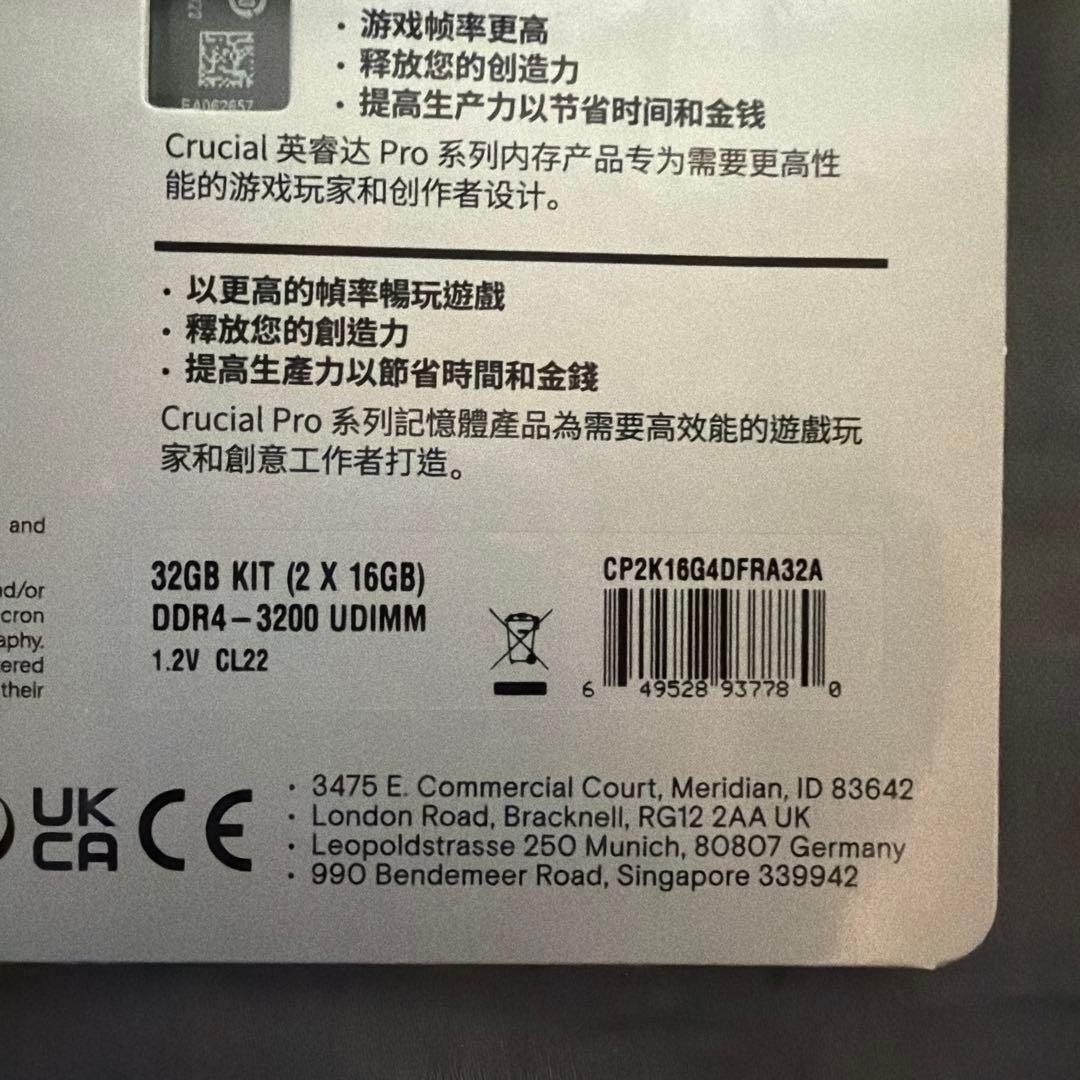 EA062657
· 游戏帧率更高
· 释放您的创造力
· 提高生产力以节省时间和金钱
Crucial 英睿达 Pro 系列内存产品专为需要更高性
能的游戏玩家和创作者设计。
· 以更高的幀率暢玩遊戲
· 釋放您的創造力
· 提高生產力以節省時間和金錢
Crucial Pro 系列記憶體產品為需要高效能的遊戲玩
家和創意工作者打造。
and
nd/or
cron
aphy.
ered
their
32GB KIT (2 X 16GB)
DDR4-3200 UDIMM
1.2V CL22
CP2K16G4DFRA32A
6 49528 93778 0
UK
CA
CE
· 3475 E. Commercial Court, Meridian, ID 83642
· London Road, Bracknell, RG12 2AA UK
· Leopoldstrasse 250 Munich, 80807 Germany
· 990 Bendemeer Road, Singapore 339942